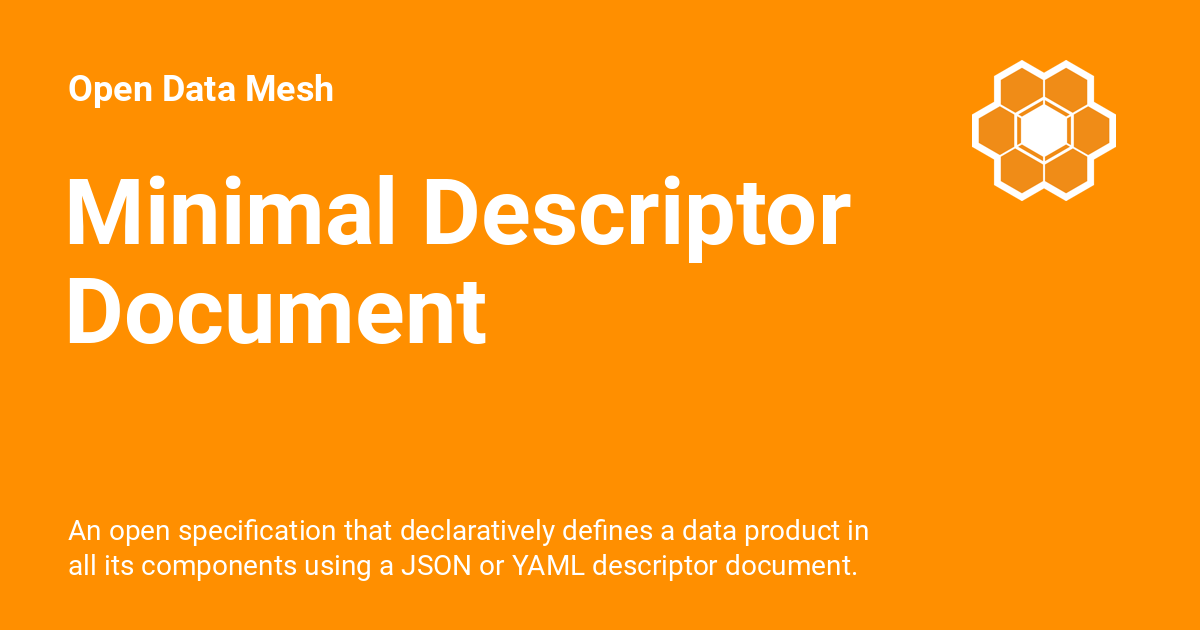 Open Data Mesh
Minimal Descriptor
Document
An open specification that declaratively defines a data product in
all its components using a JSON or YAML descriptor document.